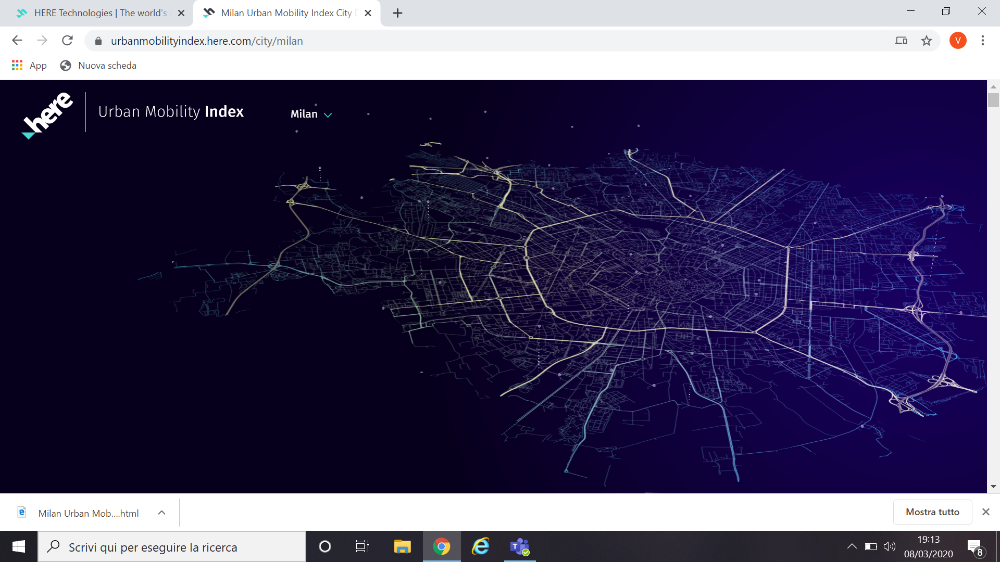 HERE Technologies | The world's
Milan Urban Mobility Index City
urbanmobilityindex.here.com/city/milan
V
App
Nuova scheda
here
Urban Mobility Index
Milan
Milan Urban Mob....html
Mostra tutto
Scrivi qui per eseguire la ricerca
19:13
08/03/2020
8